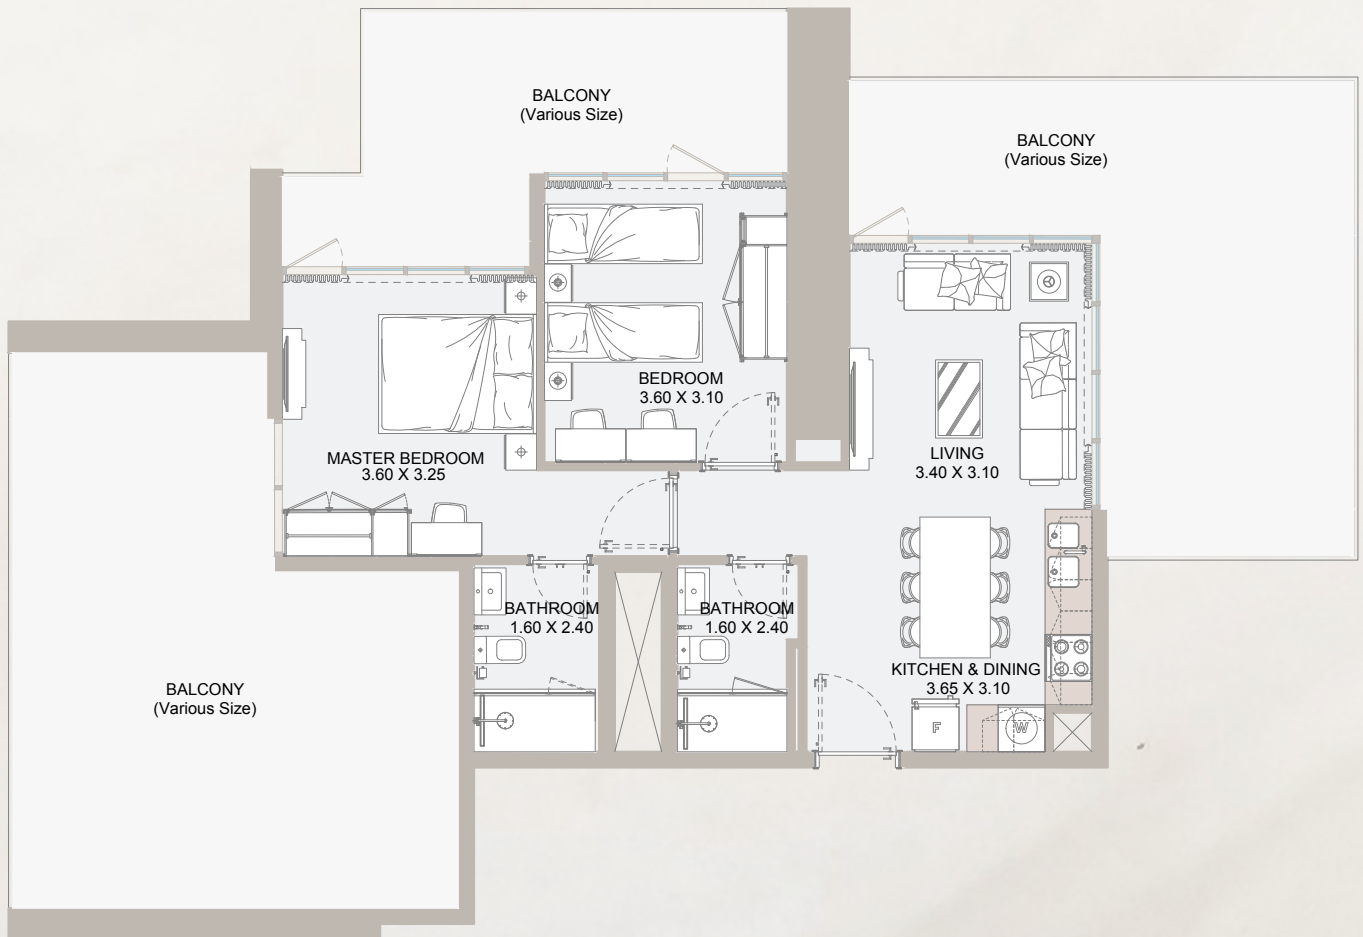 BALCONY
(Various Size)
BALCONY
(Various Size)
BEDROOM
3.60 X 3.10
MASTER BEDROOM
3.60 X 3.25
LIVING
3.40 X 3.10
BATHROOM
1.60 X 2.40
BATHROOM
1.60 X 2.40
KITCHEN & DINING
3.65 X 3.10
BALCONY
(Various Size)
F
W